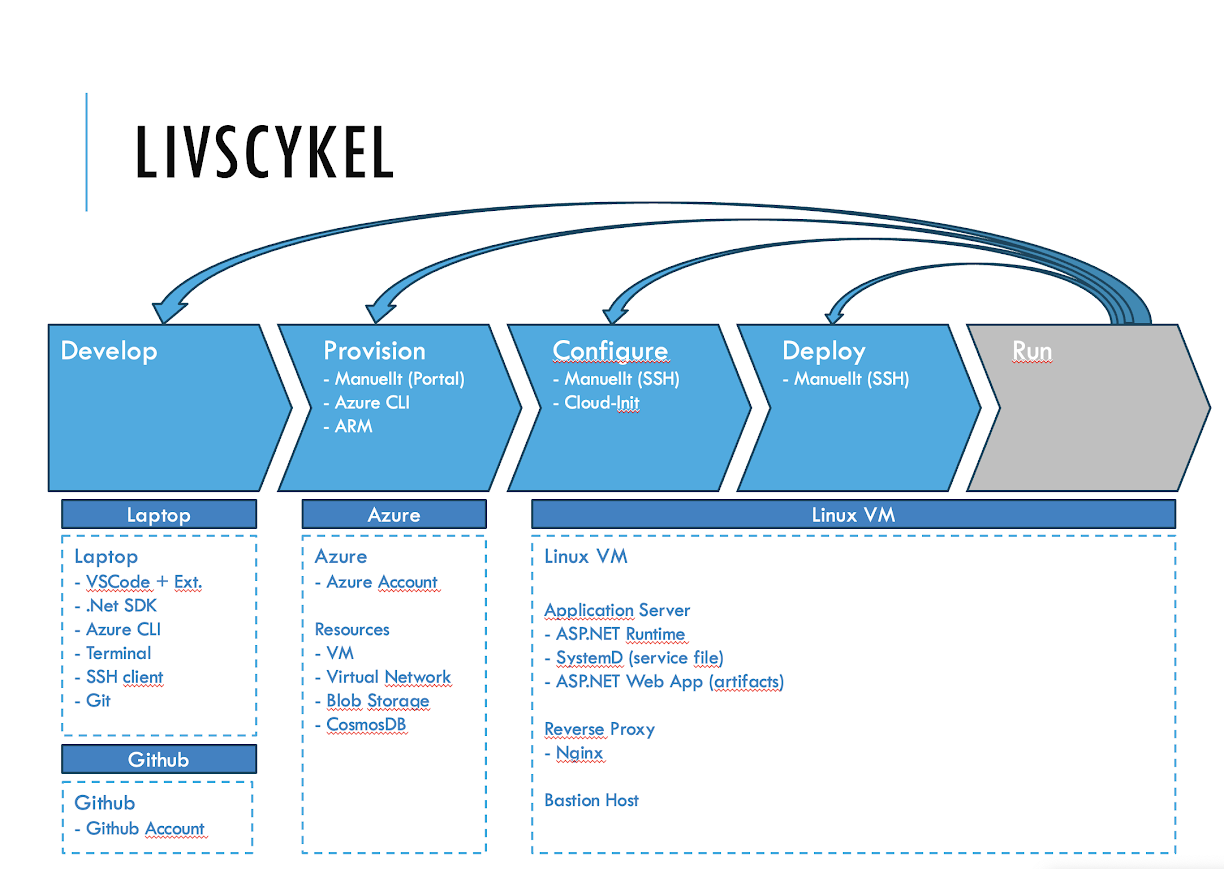 LIVSCYKEL
Develop
Provision
- Manuellt (Portal)
- Azure CLI
- ARM
Configure
- Manuellt (SSH)
- Cloud-Init
Deploy
- Manuellt (SSH)
Run
Laptop
Laptop
- VSCode + Ext.
- .Net SDK
- Azure CLI
- Terminal
- SSH client
- Git
Github
Github
- Github Account
Azure
Azure
- Azure Account
Resources
- VM
- Virtual Network
- Blob Storage
- CosmosDB
Linux VM
Linux VM
Application Server
- ASP.NET Runtime
- SystemD (service file)
- ASP.NET Web App (artifacts)
Reverse Proxy
- Nginx
Bastion Host